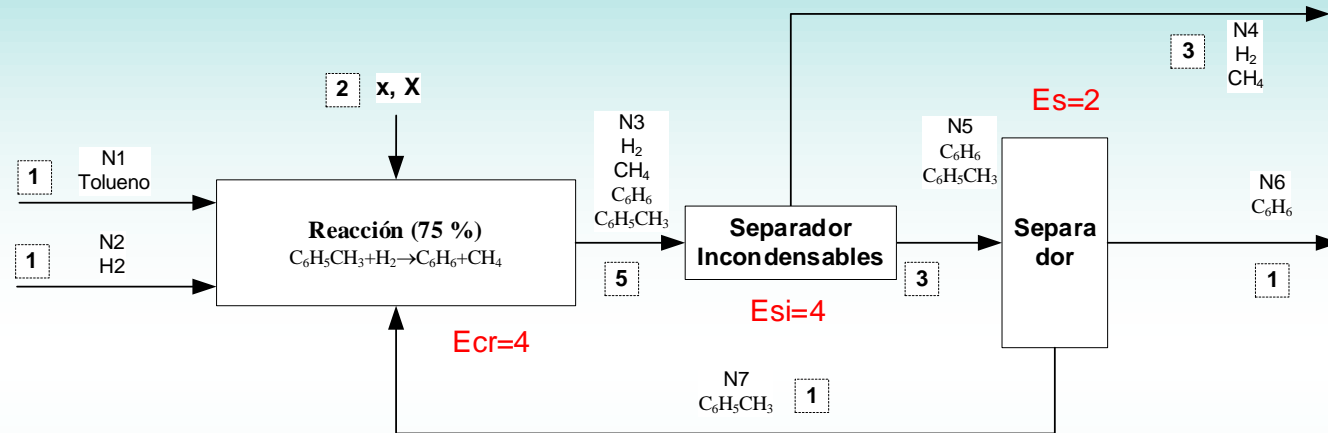 N4
H₂
CH₄
3
2
x, X
Es=2
N3
H₂
CH₄
C₆H₆
C₆H₅CH₃
N5
C₆H₆
C₆H₅CH₃
1
N1
Tolueno
N6
C₆H₆
Reacción (75 %)
C₆H₅CH₃+H₂→C₆H₆+CH₄
Separador
Incondensables
Separa
dor
1
N2
H2
5
3
1
Esi=4
Ecr=4
N7
C₆H₅CH₃
1